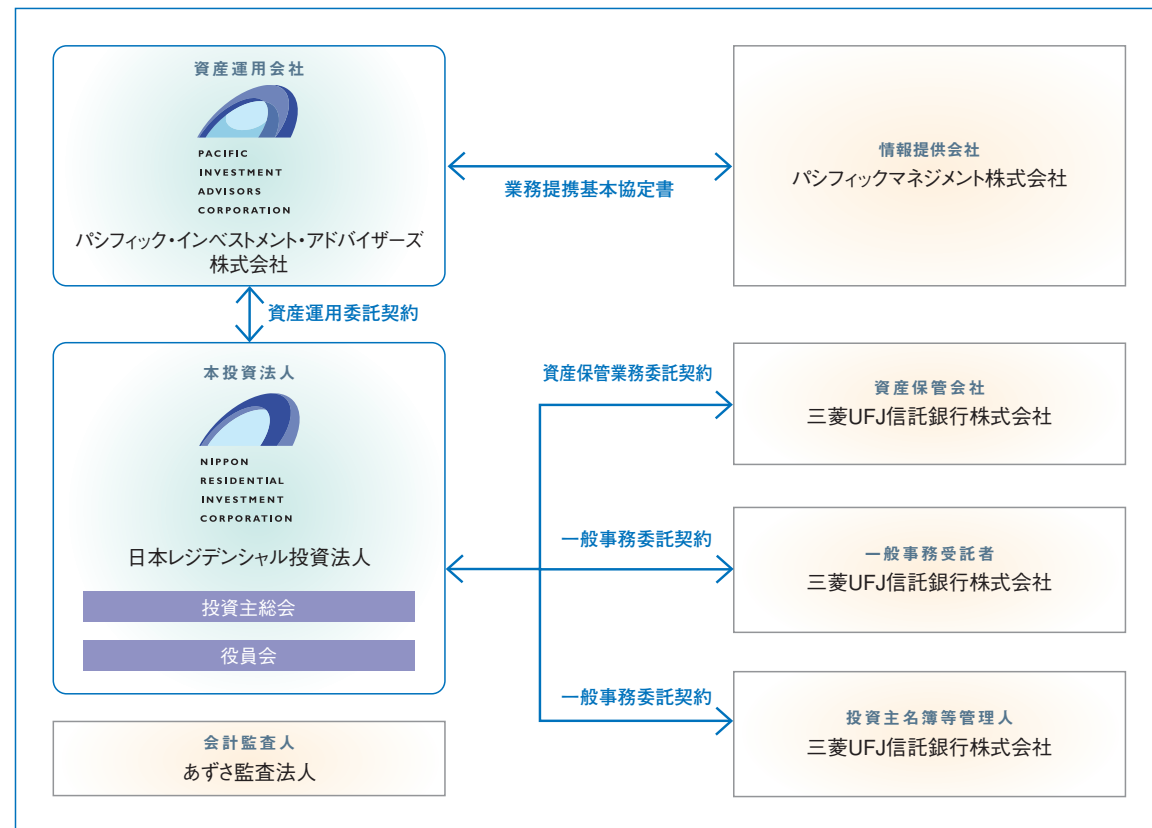 資産運用会社
PACIFIC
INVESTMENT
ADVISORS
CORPORATION
パシフィック・インベストメント・アドバイザーズ
株式会社
業務提携基本協定書
情報提供会社
パシフィックマネジメント株式会社
資産運用委託契約
本投資法人
NIPPON
RESIDENTIAL
INVESTMENT
CORPORATION
日本レジデンシャル投資法人
投資主総会
役員会
資産保管業務委託契約
資産保管会社
三菱UFJ信託銀行株式会社
一般事務委託契約
一般事務受託者
三菱UFJ信託銀行株式会社
一般事務委託契約
投資主名簿等管理人
三菱UFJ信託銀行株式会社
会計監査人
あずさ監査法人